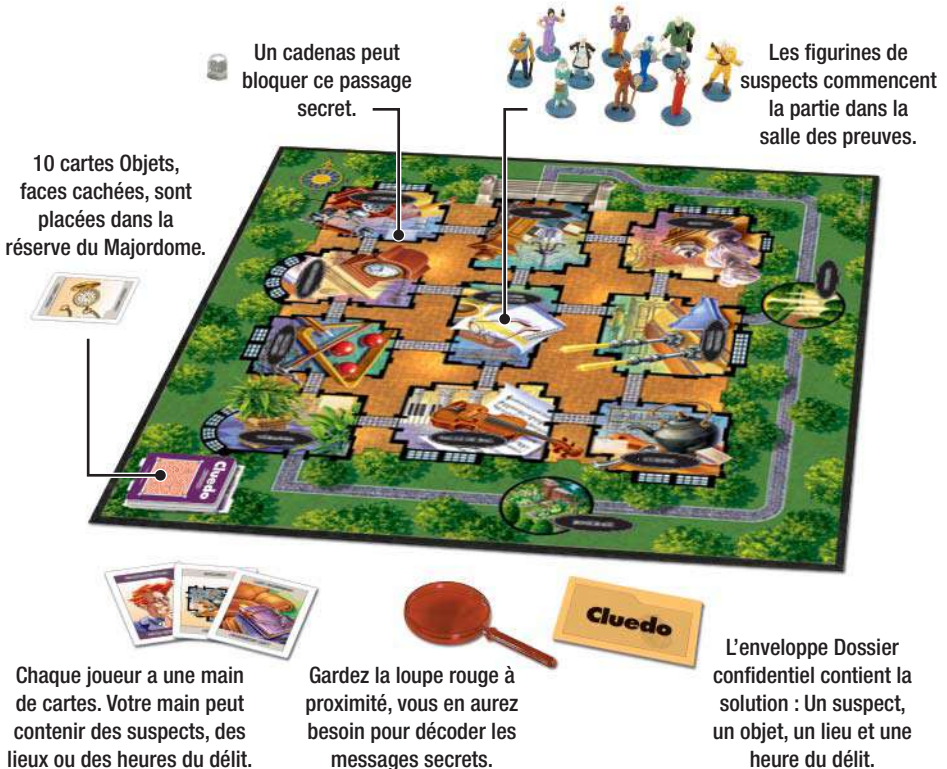 Un cadenas peut
bloquer ce passage
secret.
Les figurines de
suspects commencent
la partie dans la
salle des preuves.
10 cartes Objets,
faces cachées, sont
placées dans la
réserve du Majordome.
Cluedo
Cluedo
Chaque joueur a une main
de cartes. Votre main peut
contenir des suspects, des
lieux ou des heures du délit.
Gardez la loupe rouge à
proximité, vous en aurez
besoin pour décoder les
messages secrets.
L’enveloppe Dossier
confidentiel contient la
solution : Un suspect,
un objet, un lieu et une
heure du délit.